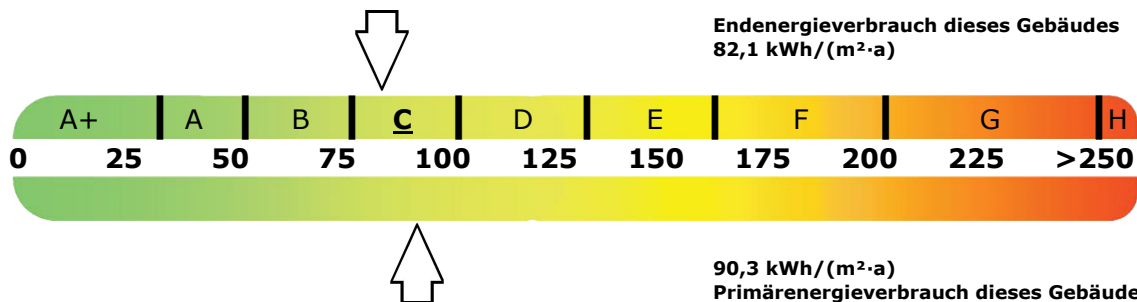 Endenergieverbrauch dieses Gebäudes
82,1 kWh/(m²·a)
A+ A B C D E F G H
0 25 50 75 100 125 150 175 200 225 >250
90,3 kWh/(m²·a)
Primärenergieverbrauch dieses Gebäude